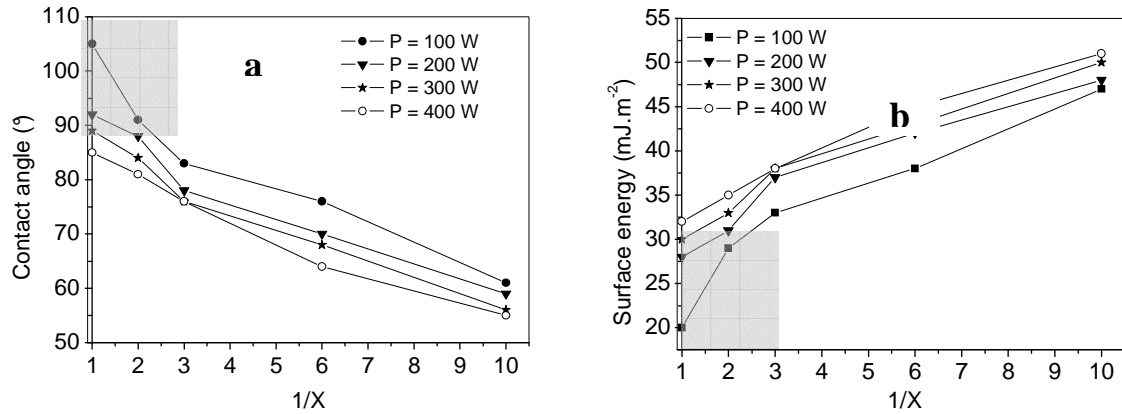 a
P = 100 W
P = 200 W
P = 300 W
P = 400 W
110
100
90
80
70
60
50
Contact angle (°)
1 2 3 4 5 6 7 8 9 10
1/X
b
P = 100 W
P = 200 W
P = 300 W
P = 400 W
55
50
45
40
35
30
25
20
Surface energy (mJ.m-2)
1 2 3 4 5 6 7 8 9 10
1/X